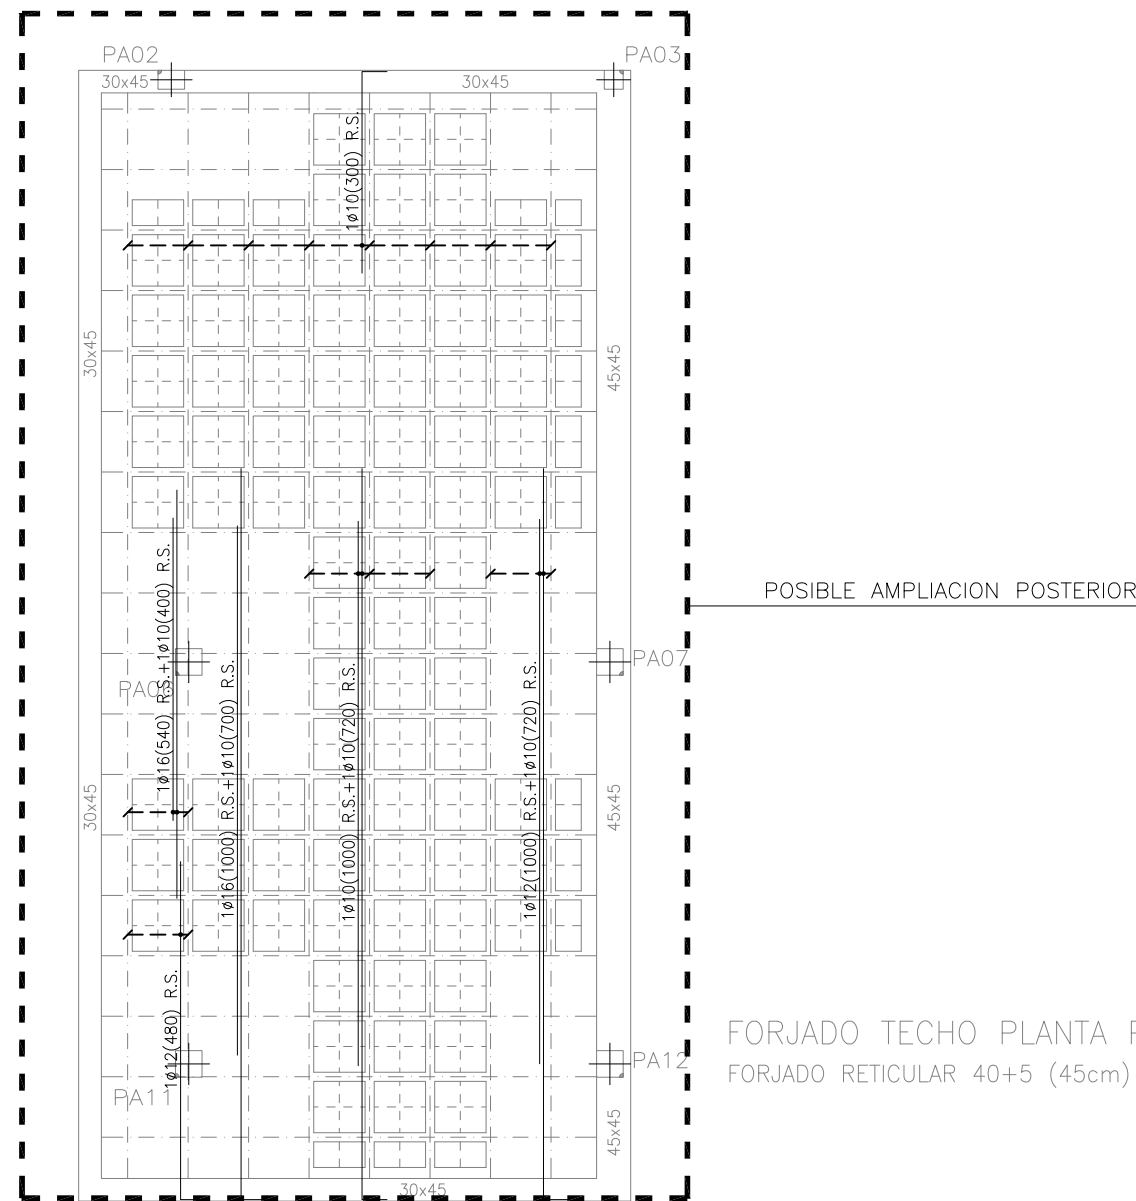 PA02
PA03
30x45
30x45
1ø10(300) R.S.
30x45
45x45
POSIBLE AMPLIACION POSTERIOR
1ø16(540) R.S.+1ø10(400) R.S.
1ø16(1000) R.S.+1ø10(700) R.S.
1ø10(1000) R.S.+1ø10(720) R.S.
1ø12(1000) R.S.+1ø10(720) R.S.
PA07
30x45
45x45
1ø12(480) R.S.
FORJADO TECHO PLANTA
FORJADO RETICULAR 40+5 (45cm)
PA12
PA11
45x45
30x45